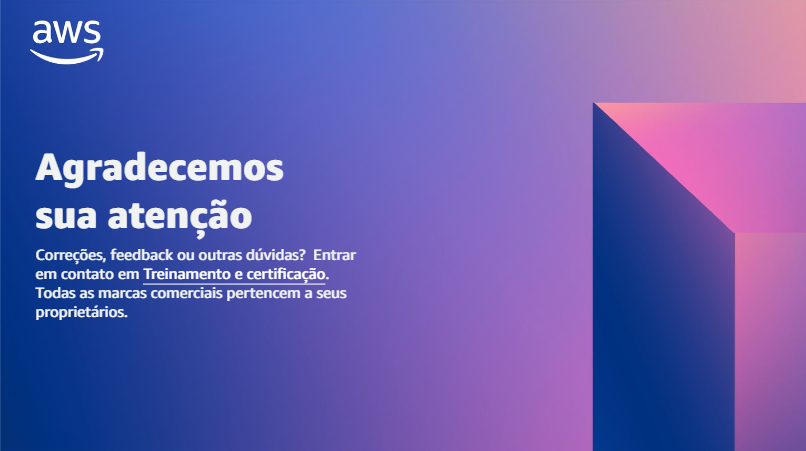 aws
Agradecemos
sua atenção
Correções, feedback ou outras dúvidas?  Entrar
em contato em Treinamento e certificação.
Todas as marcas comerciais pertencem a seus
proprietários.